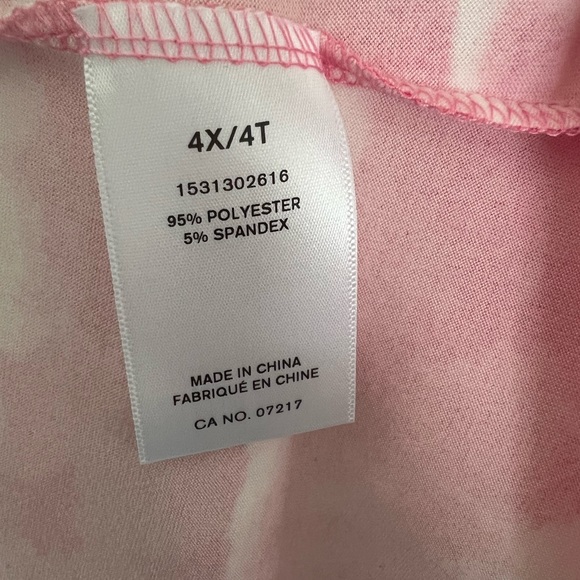 4X/4T
1531302616
95% POLYESTER
5% SPANDEX
MADE IN CHINA
FABRIQUÉ EN CHINE
CA NO. 07217